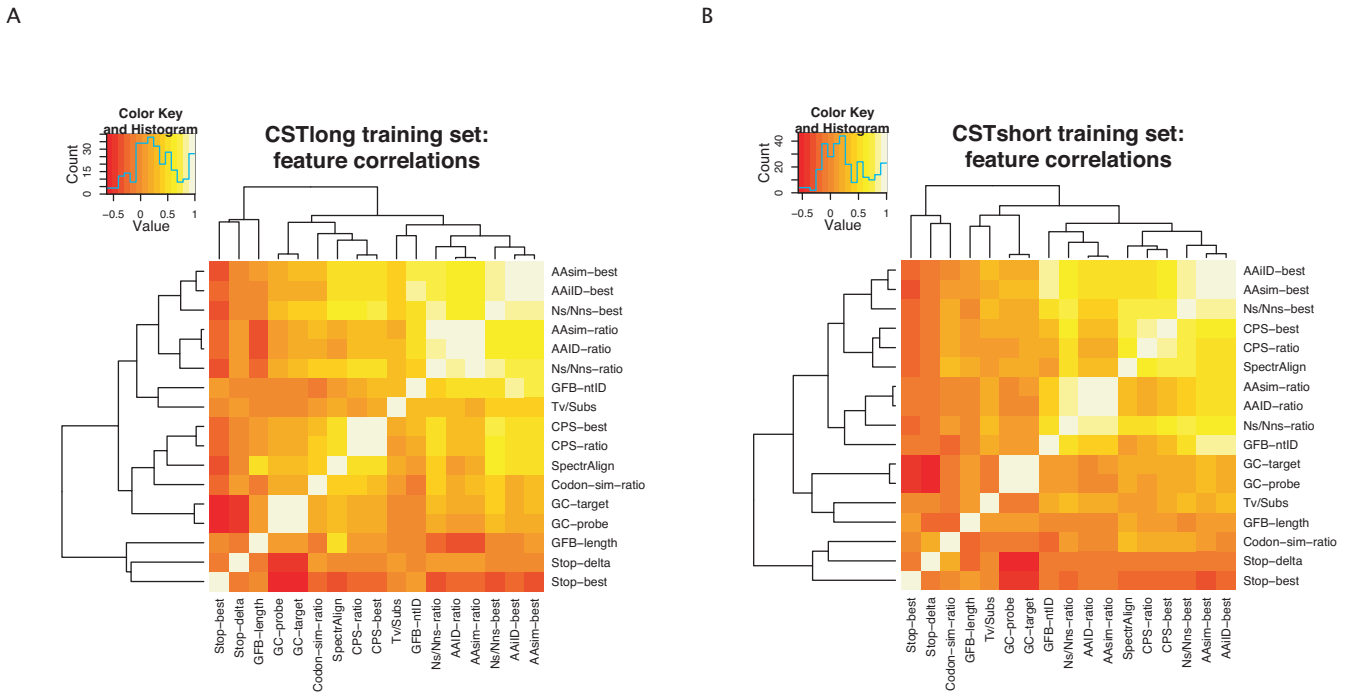 A
Color Key
and Histogram
Count
0
15
30
−0.5
0
0.5
1
Value
CSTlong training set:
feature correlations
AAsim−best
AAiID−best
Ns/Nns−best
AAsim−ratio
AAID−ratio
Ns/Nns−ratio
GFB−ntID
Tv/Subs
CPS−best
CPS−ratio
SpectrAlign
Codon−sim−ratio
GC−target
GC−probe
GFB−length
Stop−delta
Stop−best
Stop−best
Stop−delta
GFB−length
GC−probe
GC−target
Codon−sim−ratio
SpectrAlign
CPS−ratio
CPS−best
Tv/Subs
GFB−ntID
Ns/Nns−ratio
AAID−ratio
AAsim−ratio
Ns/Nns−best
AAiID−best
AAsim−best
B
Color Key
and Histogram
Count
0
20
40
−0.5
0
0.5
1
Value
CSTshort training set:
feature correlations
AAiID−best
AAsim−best
Ns/Nns−best
CPS−best
CPS−ratio
SpectrAlign
AAsim−ratio
AAID−ratio
Ns/Nns−ratio
GFB−ntID
GC−target
GC−probe
Tv/Subs
GFB−length
Codon−sim−ratio
Stop−delta
Stop−best
Stop−best
Stop−delta
Codon−sim−ratio
GFB−length
Tv/Subs
GC−probe
GC−target
GFB−ntID
Ns/Nns−ratio
AAID−ratio
AAsim−ratio
SpectrAlign
CPS−ratio
CPS−best
Ns/Nns−best
AAsim−best
AAiID−best